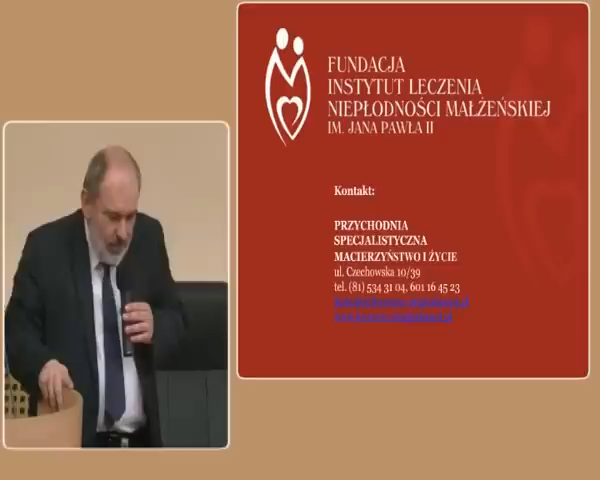 FUNDACJA
INSTYTUT LECZENIA
NIEPŁODNOŚCI MAŁŻEŃSKIEJ
IM. JANA PAWŁA II
Kontakt:
PRZYCHODNIA
SPECJALISTYCZNA
MACIERZYŃSTWO I ŻYCIE
ul. Czechowska 10/39
tel. (81) 534 31 04, 601 16 45 23